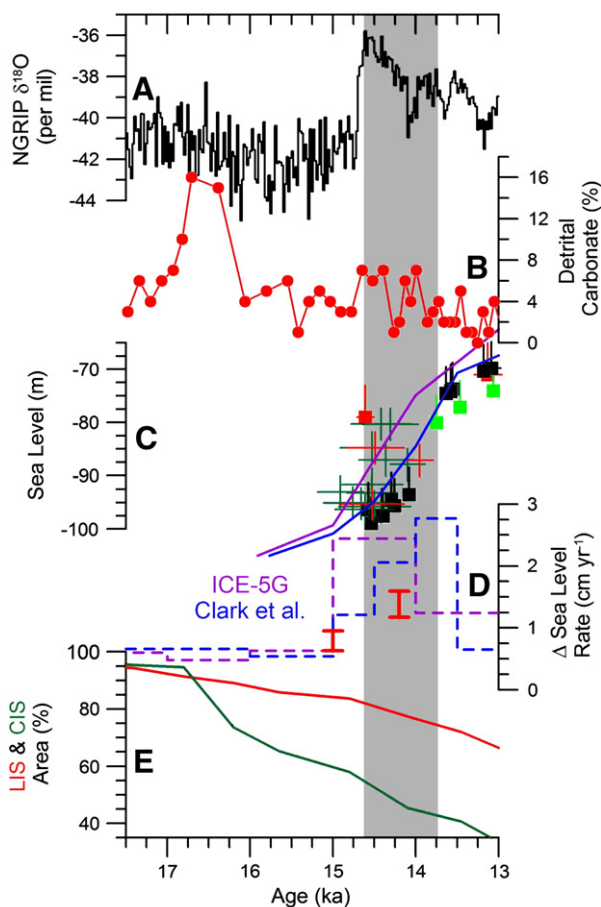 -36
-38
-40
-42
-44
NGRIP δ18O
(per mil)
A
16
12
8
4
0
Detrital
Carbonate (%)
B
-70
-80
-90
-100
Sea Level (m)
C
3
2
1
0
Δ Sea Level
Rate (cm yr-1)
D
ICE-5G
Clark et al.
100
80
60
40
LIS & CIS
Area (%)
E
17
16
15
14
13
Age (ka)